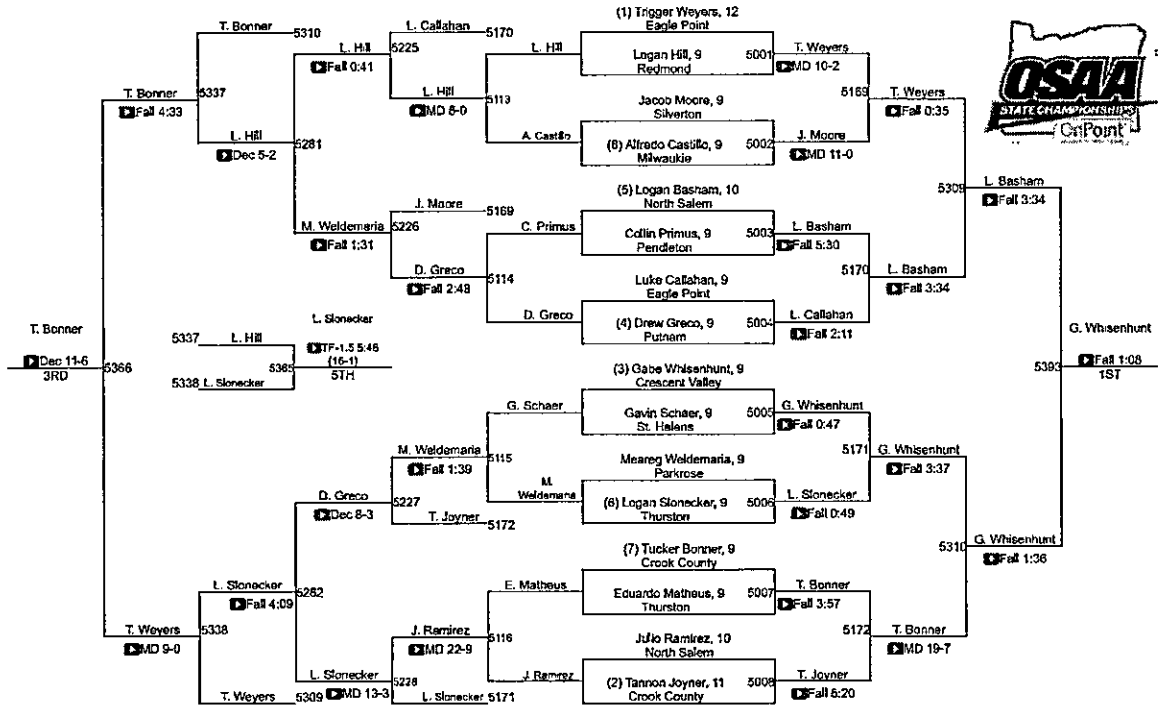 OSAA
STATE CHAMPIONSHIPS
OnPoint
(1) Trigger Weyers, 12
Eagle Point
Logan Hill, 9
Redmond
5001
Jacob Moore, 9
Silverton
(8) Alfredo Castillo, 9
Milwaukie
5002
(5) Logan Basham, 10
North Salem
Collin Primus, 9
Pendleton
5003
Luke Callahan, 9
Eagle Point
(4) Drew Greco, 9
Putnam
5004
(3) Gabe Whisenhunt, 9
Crescent Valley
Gavin Schaer, 9
St. Helens
5005
Meareg Weldemaria, 9
Parkrose
(6) Logan Slonecker, 9
Thurston
5006
(7) Tucker Bonner, 9
Crook County
Eduardo Matheus, 9
Thurston
5007
Julio Ramirez, 10
North Salem
(2) Tannon Joyner, 11
Crook County
5008
T. Weyers
MD 10-2
5169
J. Moore
MD 11-0
L. Basham
Fall 5:30
5170
L. Callahan
Fall 2:11
G. Whisenhunt
Fall 0:47
5171
L. Slonecker
Fall 0:49
T. Bonner
Fall 3:57
5172
T. Joyner
Fall 5:20
T. Weyers
Fall 0:35
5309
L. Basham
Fall 3:34
G. Whisenhunt
Fall 3:37
5310
T. Bonner
MD 19-7
L. Basham
Fall 3:34
5393
G. Whisenhunt
Fall 1:36
G. Whisenhunt
Fall 1:08
1ST
L. Hill
5113
A. Castillo
C. Primus
5114
D. Greco
G. Schaer
5115
M.
Weldemaria
E. Matheus
5116
J. Ramirez
L. Callahan
5170
5225
L. Hill
MD 8-0
J. Moore
5169
5226
D. Greco
Fall 2:48
M. Weldemaria
Fall 1:39
5227
T. Joyner
5172
J. Ramirez
MD 22-9
5228
L. Slonecker
5171
L. Hill
Fall 0:41
5281
M. Weldemaria
Fall 1:31
D. Greco
Dec 8-3
5282
L. Slonecker
MD 13-3
T. Bonner
5310
5337
L. Hill
Dec 5-2
L. Slonecker
Fall 4:09
5338
T. Weyers
5309
T. Bonner
Fall 4:33
5366
T. Weyers
MD 9-0
T. Bonner
Dec 11-6
3RD
5337
L. Hill
5338
L. Slonecker
5365
L. Slonecker
TF-1.5 5:46
(16-1)
5TH